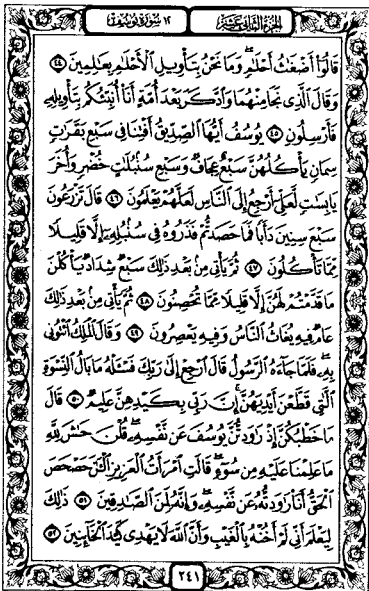 الجزء الثاني عشر ١٢ سورة يوسف
قَالُوٓا۟ أَضْغَٰثُ أَحْلَٰمٍ ۖ وَمَا نَحْنُ بِتَأْوِيلِ ٱلْأَحْلَٰمِ بِعَٰلِمِينَ ٤٤
وَقَالَ ٱلَّذِى نَجَا مِنْهُمَا وَٱدَّكَرَ بَعْدَ أُمَّةٍ أَنَا۠ أُنَبِّئُكُم بِتَأْوِيلِهِۦ
فَأَرْسِلُونِ ٤٥ يُوسُفُ أَيُّهَا ٱلصِّدِّيقُ أَفْتِنَا فِى سَبْعِ بَقَرَٰتٍ
سِمَانٍ يَأْكُلُهُنَّ سَبْعٌ عِجَافٌ وَسَبْعِ سُنۢبُلَٰتٍ خُضْرٍ وَأُخَرَ
يَابِسَٰتٍ لَّعَلِّىٓ أَرْجِعُ إِلَى ٱلنَّاسِ لَعَلَّهُمْ يَعْلَمُونَ ٤٦ قَالَ تَزْرَعُونَ
سَبْعَ سِنِينَ دَأَبًا فَمَا حَصَدتُّمْ فَذَرُوهُ فِى سُنۢبُلِهِۦٓ إِلَّا قَلِيلًا
مِّمَّا تَأْكُلُونَ ٤٧ ثُمَّ يَأْتِى مِنۢ بَعْدِ ذَٰلِكَ سَبْعٌ شِدَادٌ يَأْكُلْنَ
مَا قَدَّمْتُمْ لَهُنَّ إِلَّا قَلِيلًا مِّمَّا تُحْصِنُونَ ٤٨ ثُمَّ يَأْتِى مِنۢ بَعْدِ ذَٰلِكَ
عَامٌ فِيهِ يُغَاثُ ٱلنَّاسُ وَفِيهِ يَعْصِرُونَ ٤٩ وَقَالَ ٱلْمَلِكُ ٱئْتُونِى
بِهِۦ ۖ فَلَمَّا جَآءَهُ ٱلرَّسُولُ قَالَ ٱرْجِعْ إِلَىٰ رَبِّكَ فَسْـَٔلْهُ مَا بَالُ ٱلنِّسْوَةِ
ٱلَّٰتِى قَطَّعْنَ أَيْدِيَهُنَّ ۚ إِنَّ رَبِّى بِكَيْدِهِنَّ عَلِيمٌ ٥٠ قَالَ
مَا خَطْبُكُنَّ إِذْ رَٰوَدتُّنَّ يُوسُفَ عَن نَّفْسِهِۦ ۚ قُلْنَ حَٰشَ لِلَّهِ
مَا عَلِمْنَا عَلَيْهِ مِن سُوٓءٍ ۚ قَالَتِ ٱمْرَأَتُ ٱلْعَزِيزِ ٱلْـَٰٔنَ حَصْحَصَ
ٱلْحَقُّ أَنَا۠ رَٰوَدتُّهُۥ عَن نَّفْسِهِۦ وَإِنَّهُۥ لَمِنَ ٱلصَّٰدِقِينَ ٥١ ذَٰلِكَ
لِيَعْلَمَ أَنِّى لَمْ أَخُنْهُ بِٱلْغَيْبِ وَأَنَّ ٱللَّهَ لَا يَهْدِى كَيْدَ ٱلْخَآئِنِينَ ٥٢
٢٤١